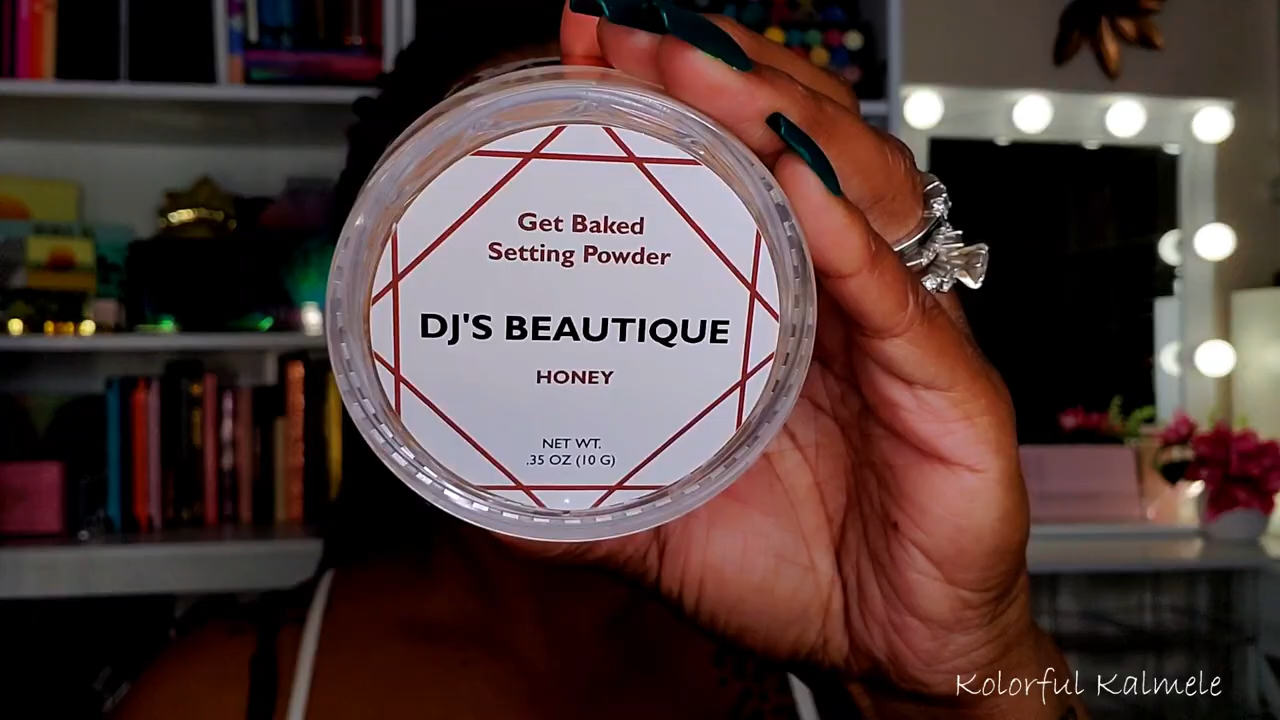 Get Baked
Setting Powder
DJ'S BEAUTIQUE
HONEY
NET WT.
.35 OZ (10 G)
Kolorful Kalmele